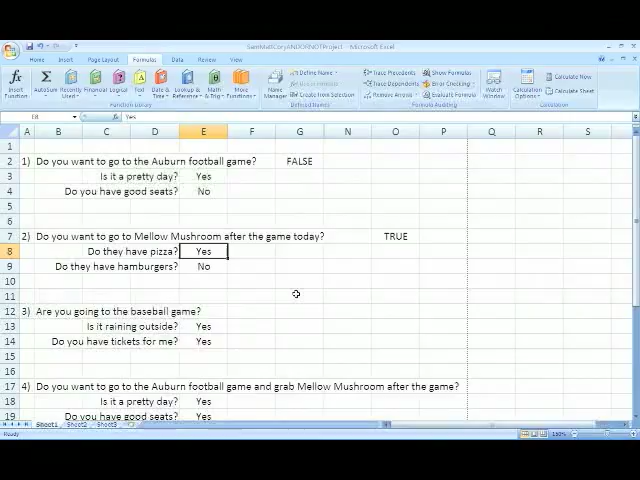 SamMattCoryANDORNOTProject - Microsoft Excel
Home Insert Page Layout Formulas Data Review View
Insert Function AutoSum Recently Used Financial Logical Text Date & Time Lookup & Reference Math & Trig More Functions Name Manager Define Name Use in Formula Create from Selection Trace Precedents Trace Dependents Remove Arrows Show Formulas Error Checking Evaluate Formula Watch Window Calculation Options Calculate Now Calculate Sheet
Function Library Defined Names Formula Auditing Calculation
E8 Yes
A B C D E F G H N O P Q R S
1
2 1) Do you want to go to the Auburn football game? FALSE
3 Is it a pretty day? Yes
4 Do you have good seats? No
5
6
7 2) Do you want to go to Mellow Mushroom after the game today? TRUE
8 Do they have pizza? Yes
9 Do they have hamburgers? No
10
11
12 3) Are you going to the baseball game?
13 Is it raining outside? Yes
14 Do you have tickets for me? Yes
15
16
17 4) Do you want to go to the Auburn football game and grab Mellow Mushroom after the game?
18 Is it a pretty day? Yes
19 Do you have good seats? Yes
Sheet1 Sheet2 Sheet3
Ready 150%